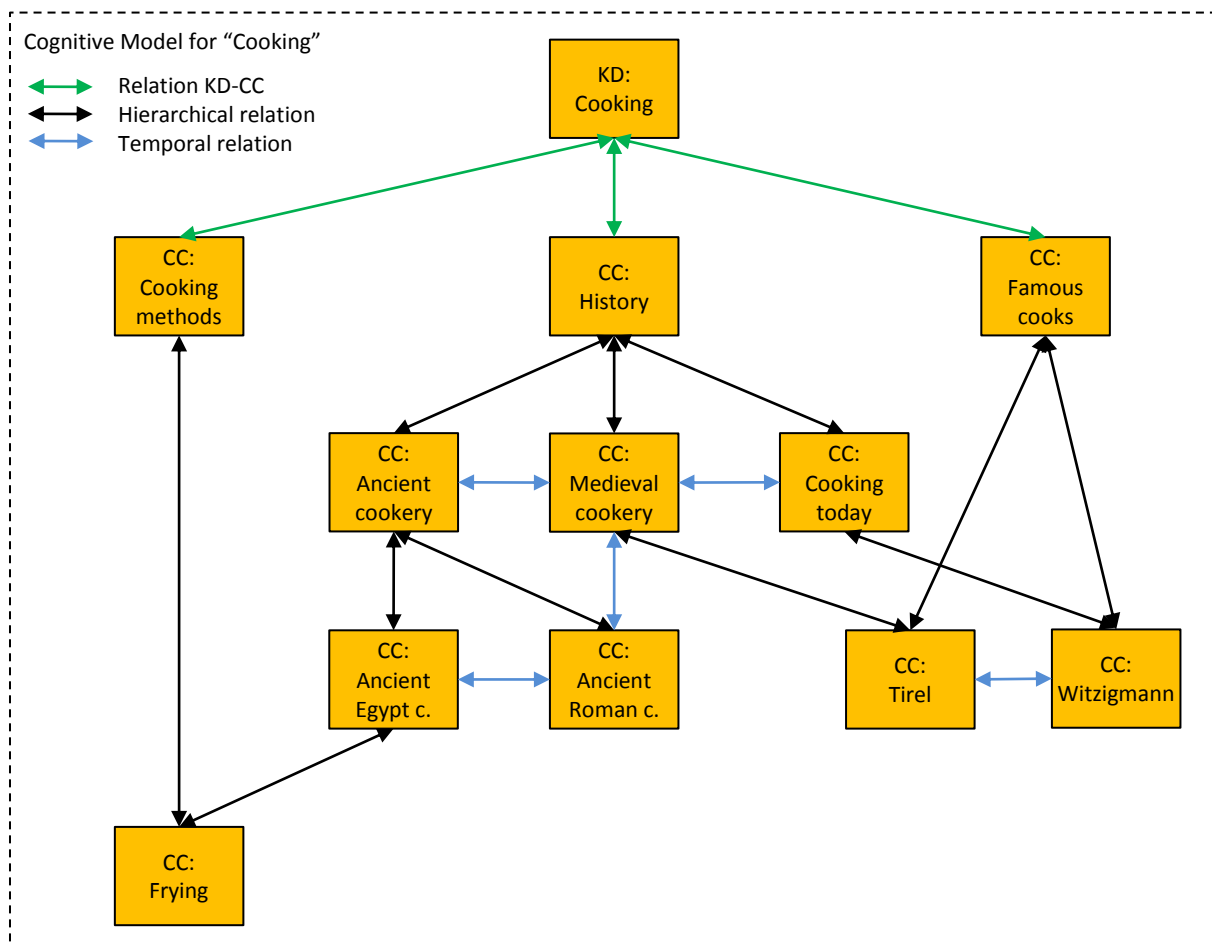 Cognitive Model for “Cooking”
Relation KD-CC
Hierarchical relation
Temporal relation
KD:
Cooking
CC:
Cooking
methods
CC:
History
CC:
Famous
cooks
CC:
Ancient
cookery
CC:
Medieval
cookery
CC:
Cooking
today
CC:
Ancient
Egypt c.
CC:
Ancient
Roman c.
CC:
Tirel
CC:
Witzigmann
CC:
Frying